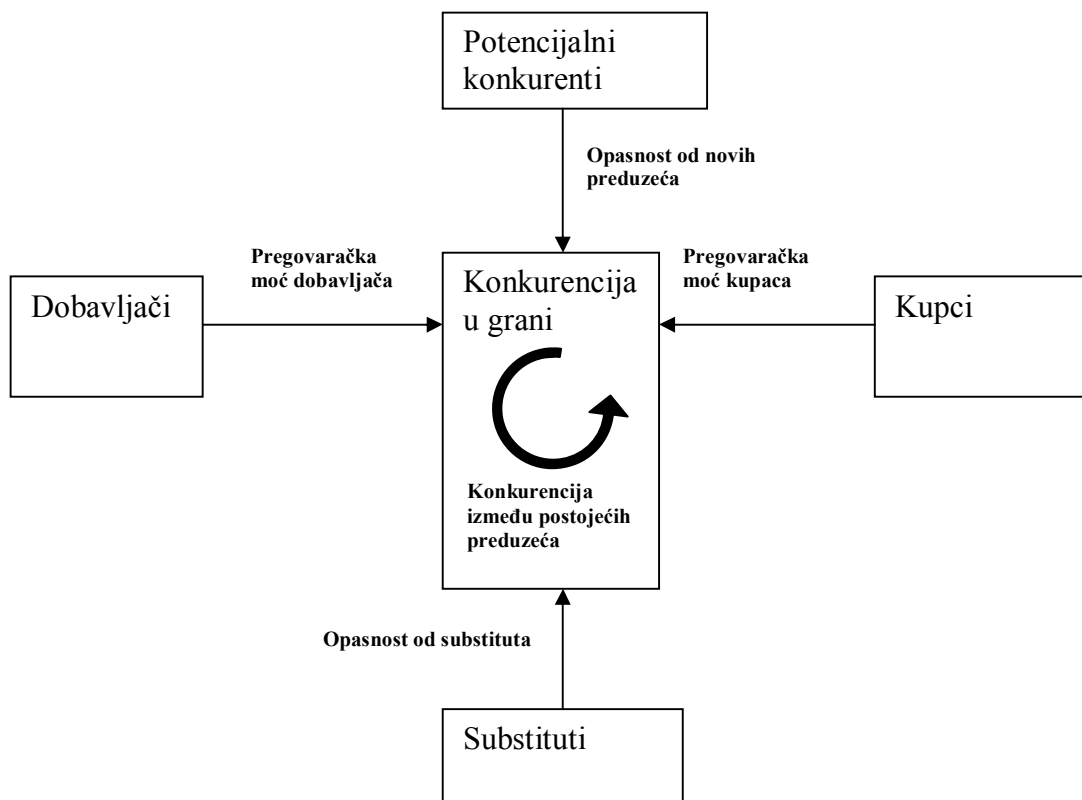 Potencijalni
konkurenti
Opasnost od novih
preduzeća
Pregovaračka
moć dobavljača
Pregovaračka
moć kupaca
Dobavljači
Konkurencija
u grani
Kupci
Konkurencija
između postojećih
preduzeća
Opasnost od substituta
Substituti